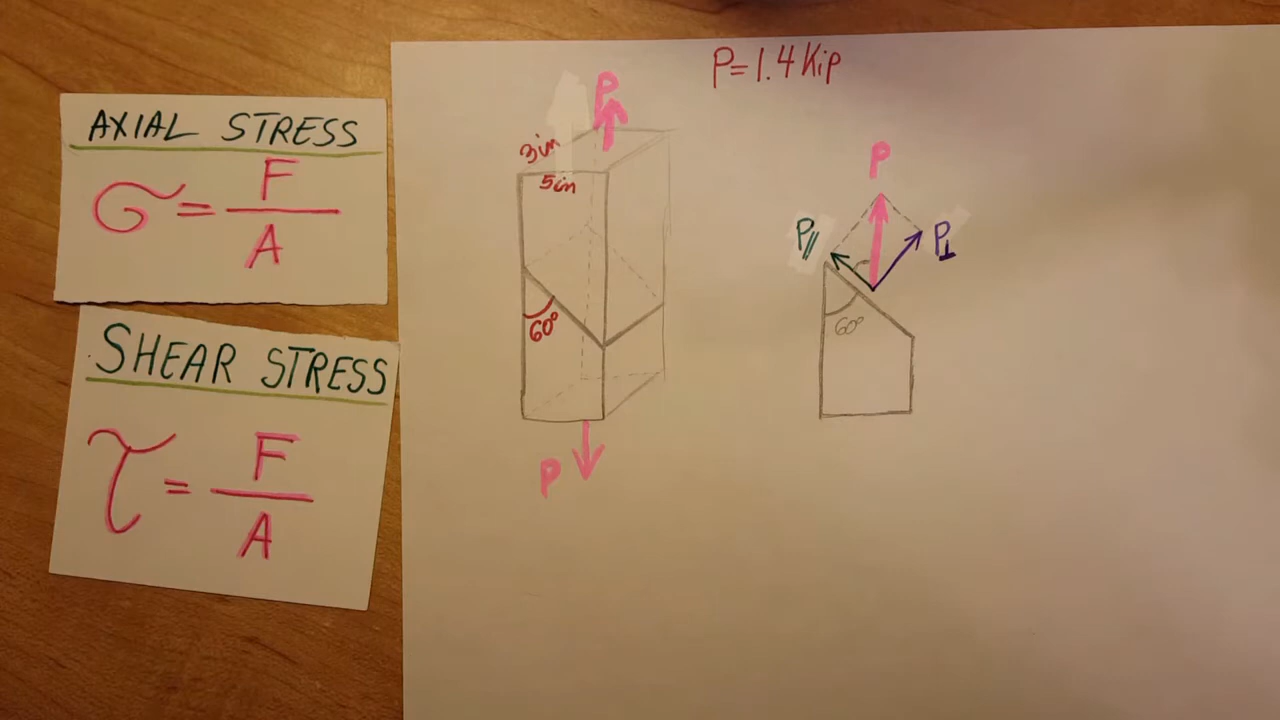 AXIAL STRESS
σ = F
A
SHEAR STRESS
τ = F
A
P=1.4 Kip
P
3in
5in
60°
P
P
P//
P⊥
60°